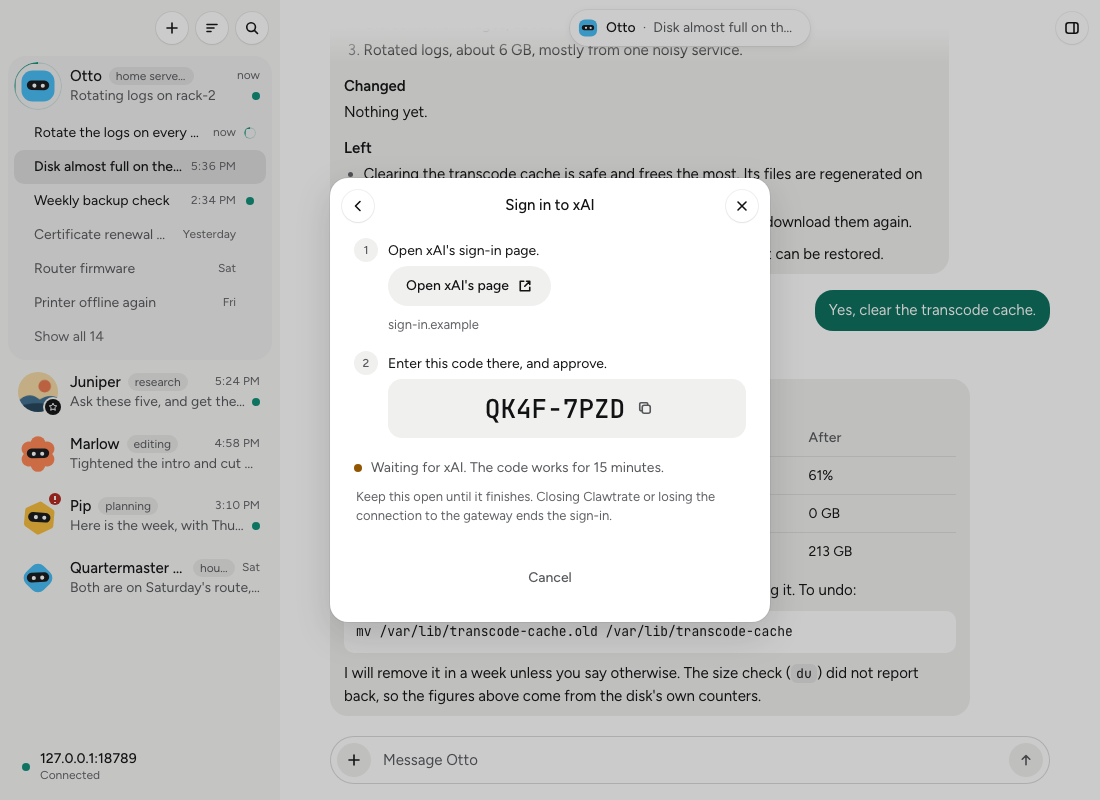 Otto · Disk almost full on th...
Otto home serve... now
Rotating logs on rack-2
Rotate the logs on every ... now
Disk almost full on the... 5:36 PM
Weekly backup check 2:34 PM
Certificate renewal ... Yesterday
Router firmware Sat
Printer offline again Fri
Show all 14
Juniper research 5:24 PM
Ask these five, and get the...
Marlow editing 4:58 PM
Tightened the intro and cut ...
Pip planning 3:10 PM
Here is the week, with Thu...
Quartermaster ... hou... Sat
Both are on Saturday's route,...
127.0.0.1:18789
Connected
3. Rotated logs, about 6 GB, mostly from one noisy service.
Changed
Nothing yet.
Left
• Clearing the transcode cache is safe and frees the most. Its files are regenerated on
download them again.
can be restored.
Yes, clear the transcode cache.
Sign in to xAI
1 Open xAI's sign-in page.
Open xAI's page
sign-in.example
2 Enter this code there, and approve.
QK4F-7PZD
Waiting for xAI. The code works for 15 minutes.
Keep this open until it finishes. Closing Clawtrate or losing the
connection to the gateway ends the sign-in.
Cancel
After
61%
0 GB
213 GB
it. To undo:
mv /var/lib/transcode-cache.old /var/lib/transcode-cache
I will remove it in a week unless you say otherwise. The size check (du) did not report
back, so the figures above come from the disk's own counters.
Message Otto